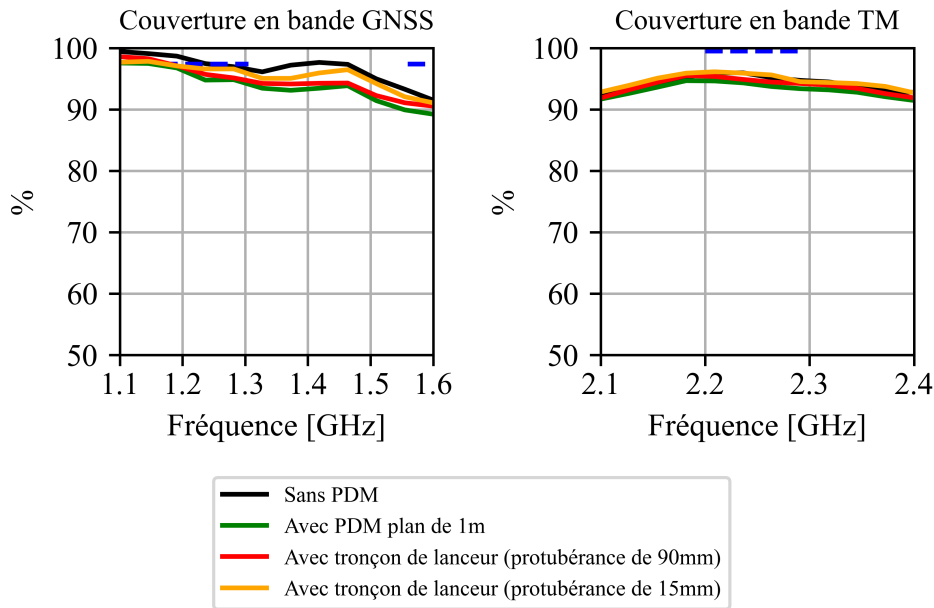 Couverture en bande GNSS
Couverture en bande TM
100
90
80
70
60
50
%
1.1 1.2 1.3 1.4 1.5 1.6
Fréquence [GHz]
100
90
80
70
60
50
%
2.1 2.2 2.3 2.4
Fréquence [GHz]
Sans PDM
Avec PDM plan de 1m
Avec tronçon de lanceur (protubérance de 90mm)
Avec tronçon de lanceur (protubérance de 15mm)